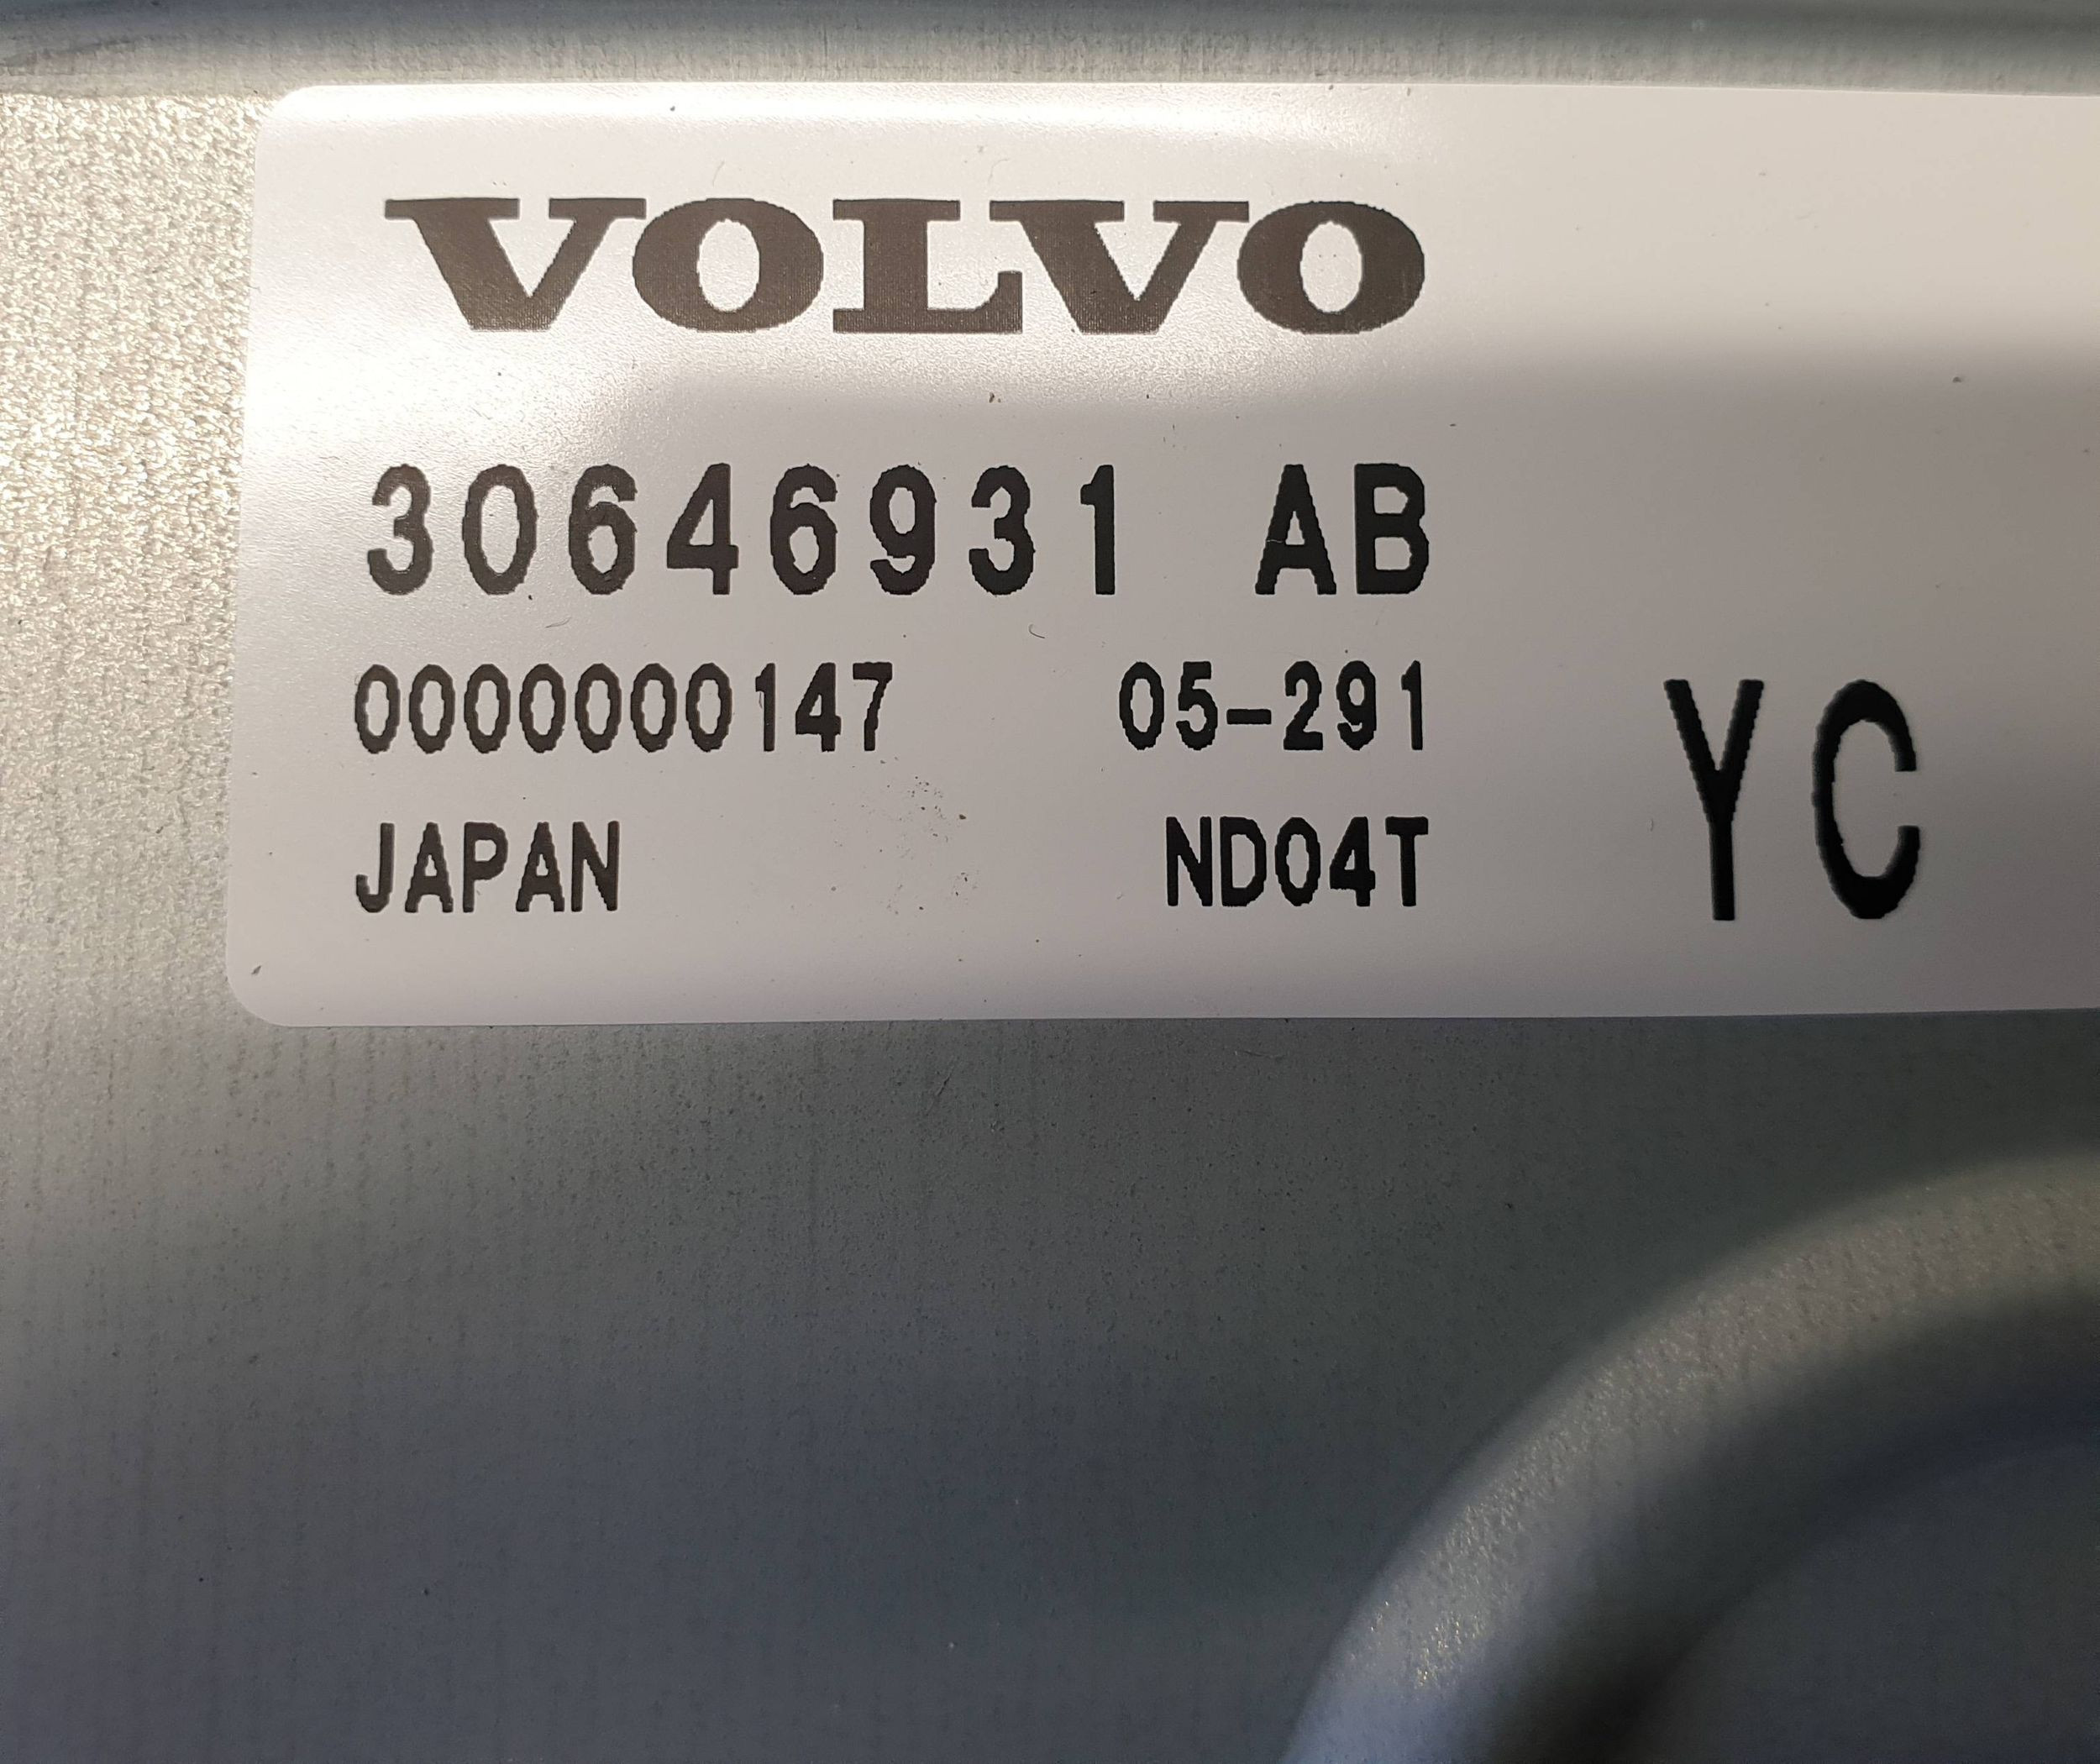 VOLVO
30646931 AB
0000000147 05-291
JAPAN ND04T YC